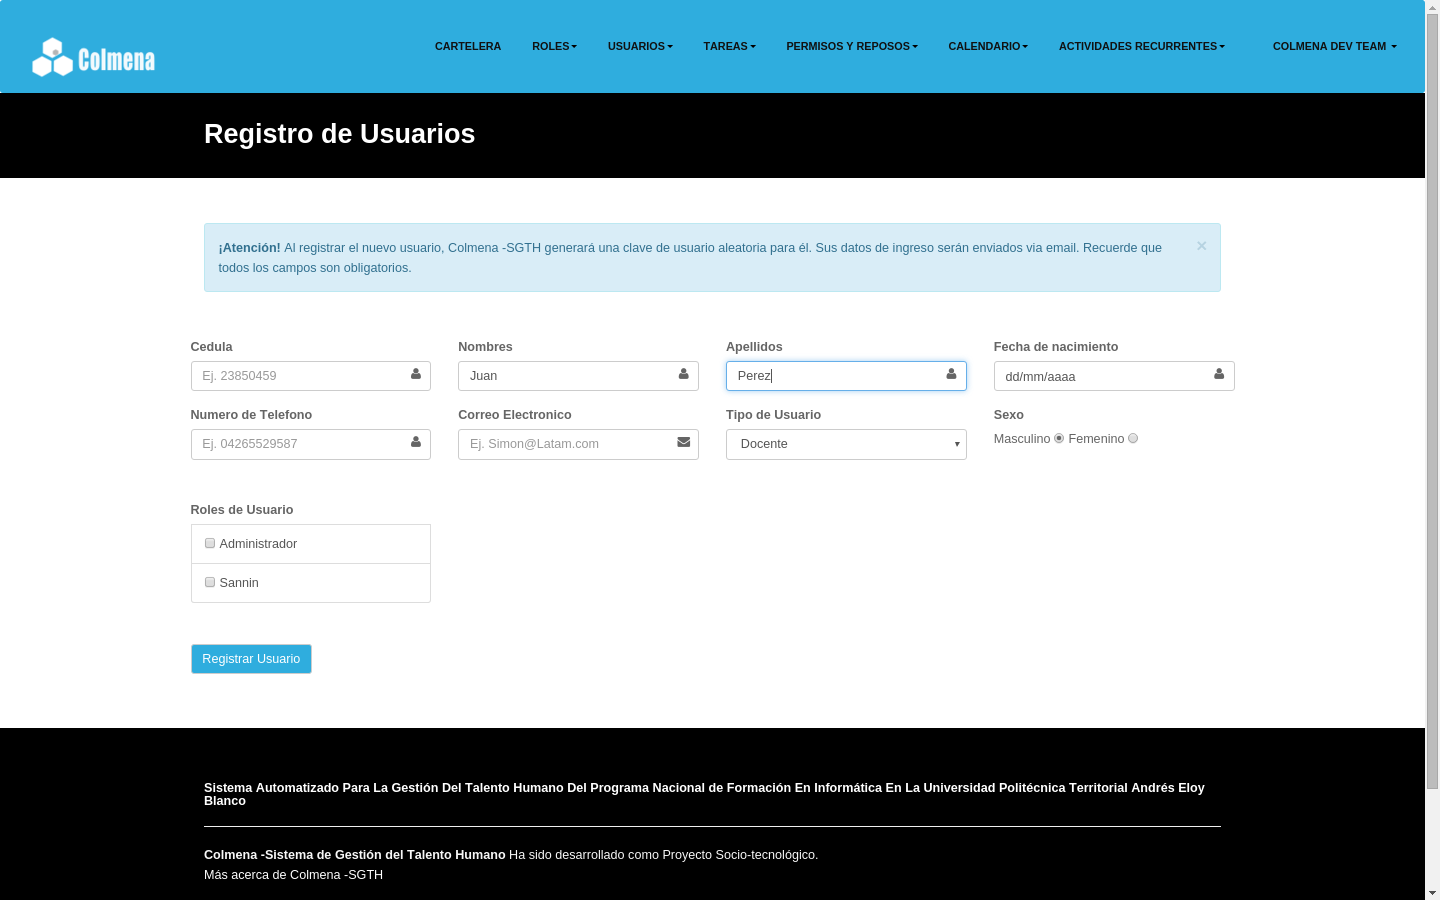 Colmena
CARTELERA ROLES USUARIOS TAREAS PERMISOS Y REPOSOS CALENDARIO ACTIVIDADES RECURRENTES COLMENA DEV TEAM
Registro de Usuarios
¡Atención! Al registrar el nuevo usuario, Colmena -SGTH generará una clave de usuario aleatoria para él. Sus datos de ingreso serán enviados via email. Recuerde que
todos los campos son obligatorios.
×
Cedula Nombres Apellidos Fecha de nacimiento
Ej. 23850459 Juan Perez dd/mm/aaaa
Numero de Telefono Correo Electronico Tipo de Usuario Sexo
Ej. 04265529587 Ej. Simon@Latam.com Docente Masculino Femenino
Roles de Usuario
Administrador
Sannin
Registrar Usuario
Sistema Automatizado Para La Gestión Del Talento Humano Del Programa Nacional de Formación En Informática En La Universidad Politécnica Territorial Andrés Eloy
Blanco
Colmena -Sistema de Gestión del Talento Humano Ha sido desarrollado como Proyecto Socio-tecnológico.
Más acerca de Colmena -SGTH